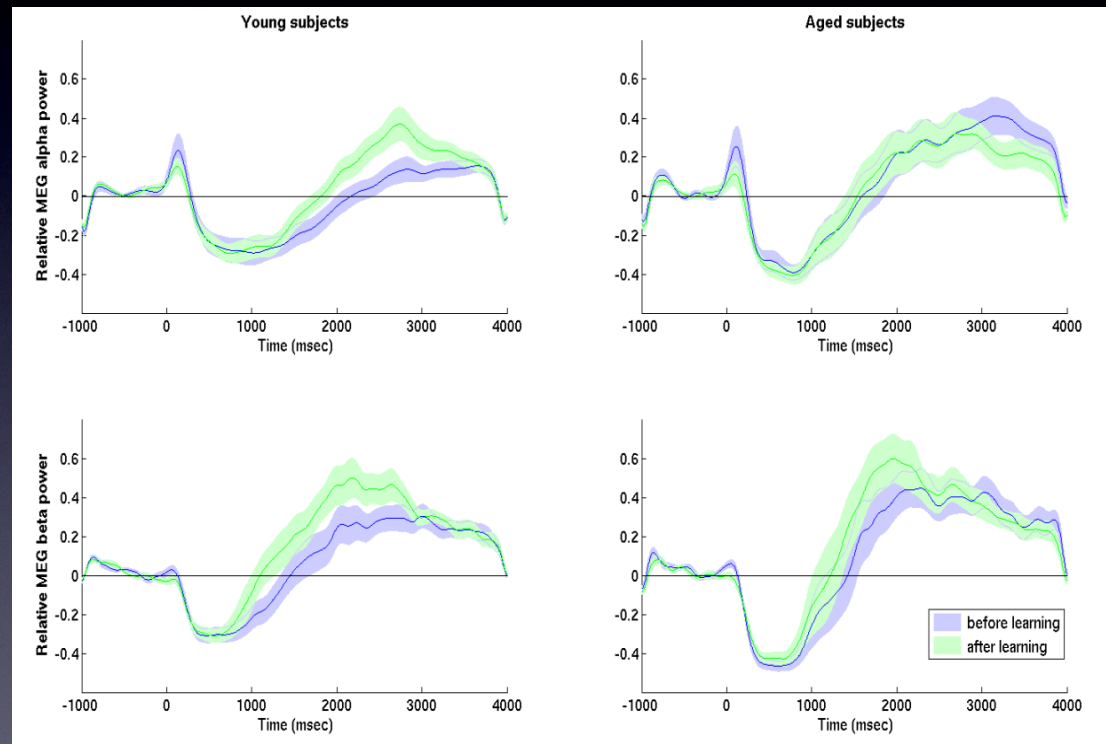 Young subjects
Aged subjects
Relative MEG alpha power
0.6
0.4
0.2
0
-0.2
-0.4
-1000 0 1000 2000 3000 4000
Time (msec)
0.6
0.4
0.2
0
-0.2
-0.4
-1000 0 1000 2000 3000 4000
Time (msec)
Relative MEG beta power
0.6
0.4
0.2
0
-0.2
-0.4
-1000 0 1000 2000 3000 4000
Time (msec)
0.6
0.4
0.2
0
-0.2
-0.4
before learning
after learning
-1000 0 1000 2000 3000 4000
Time (msec)